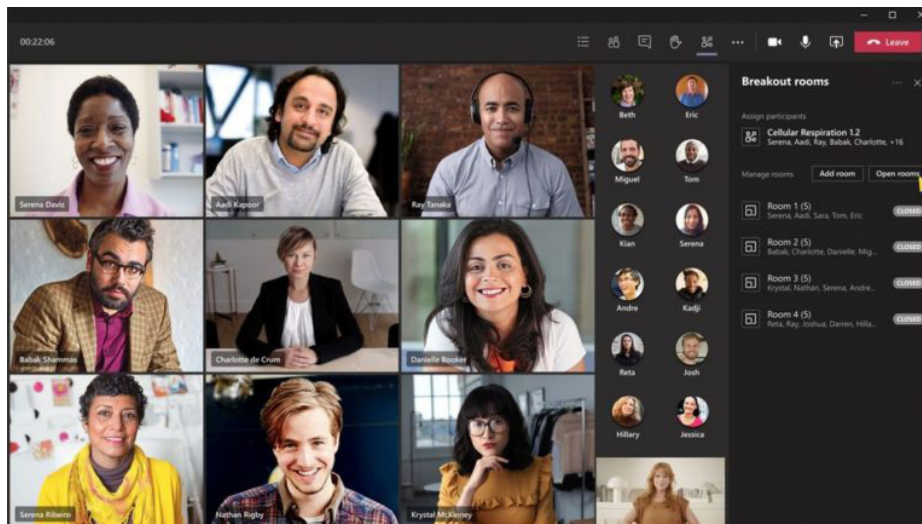 00:22:06
Leave
Serena Davis
Aadi Kapoor
Ray Tanaka
Babak Shammas
Charlotte de Crum
Danielle Booker
Serena Ribeiro
Nathan Rigby
Krystal McKinney
Beth
Eric
Miguel
Tom
Kian
Serena
Andre
Kadji
Reta
Josh
Hillary
Jessica
Breakout rooms
Assign participants
Cellular Respiration 1.2
Serena, Aadi, Ray, Babak, Charlotte, +16
Manage rooms
Add room
Open rooms
Room 1 (5)
Serena, Aadi, Sara, Tom, Eric
CLOSED
Room 2 (5)
Babak, Charlotte, Danielle, Mig...
CLOSED
Room 3 (5)
Krystal, Nathan, Serena, Andre...
CLOSED
Room 4 (5)
Reta, Ray, Joshua, Darren, Hilla...
CLOSED